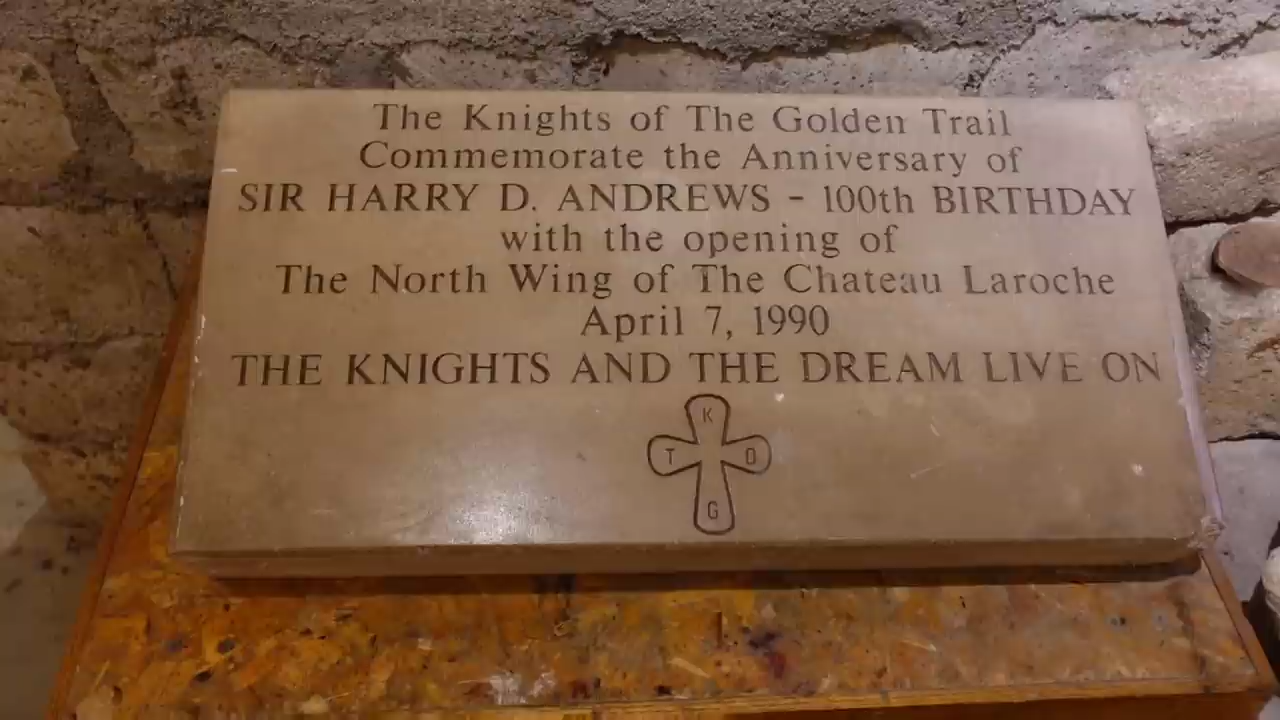 The Knights of The Golden Trail
Commemorate the Anniversary of
SIR HARRY D. ANDREWS - 100th BIRTHDAY
with the opening of
The North Wing of The Chateau Laroche
April 7, 1990
THE KNIGHTS AND THE DREAM LIVE ON
K
T O
G